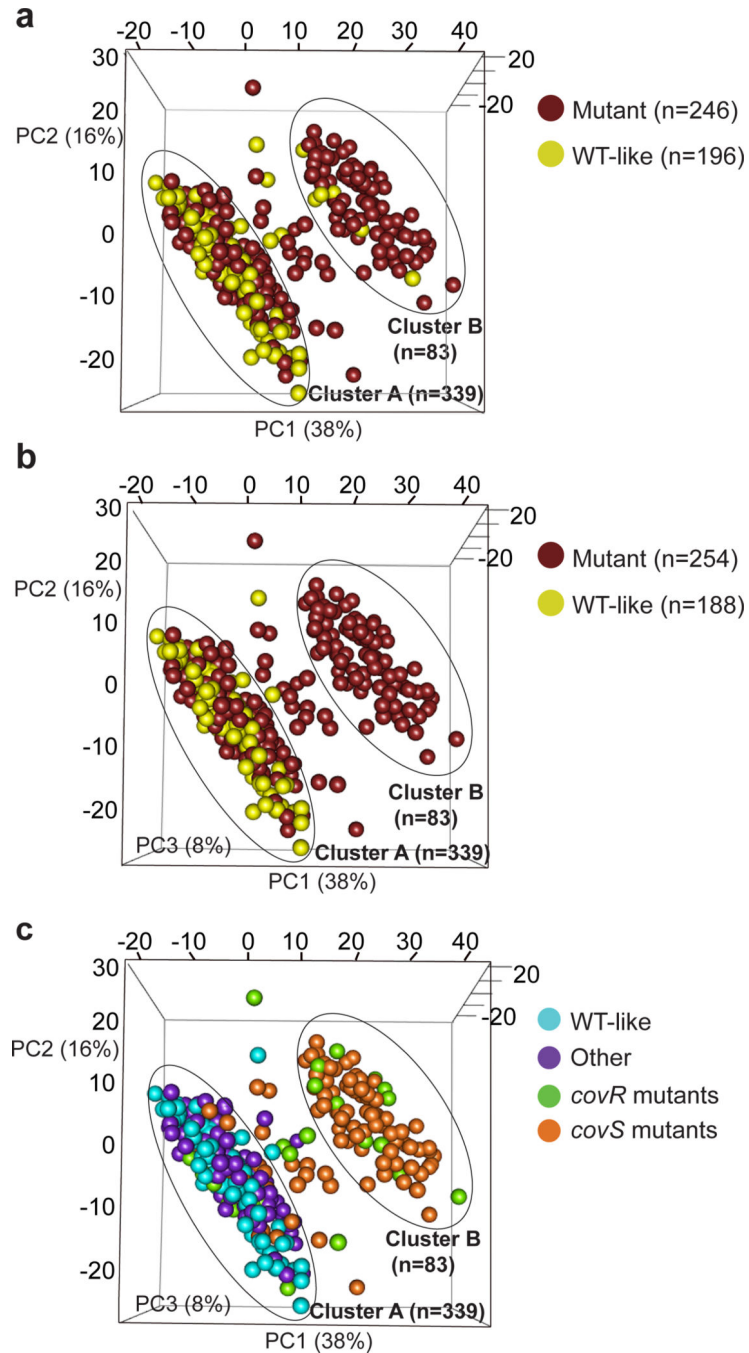 a
-20 -10 0 10 20 30 40
30
20
-20
20
PC2 (16%)
10
0
-10
-20
Mutant (n=246)
WT-like (n=196)
Cluster B
(n=83)
Cluster A (n=339)
PC1 (38%)
b
-20 -10 0 10 20 30 40
30
20
-20
20
PC2 (16%)
10
0
-10
-20
Mutant (n=254)
WT-like (n=188)
Cluster B
(n=83)
PC3 (8%)
Cluster A (n=339)
PC1 (38%)
c
-20 -10 0 10 20 30 40
30
20
-20
20
PC2 (16%)
10
0
-10
-20
WT-like
Other
covR mutants
covS mutants
Cluster B
(n=83)
PC3 (8%)
Cluster A (n=339)
PC1 (38%)